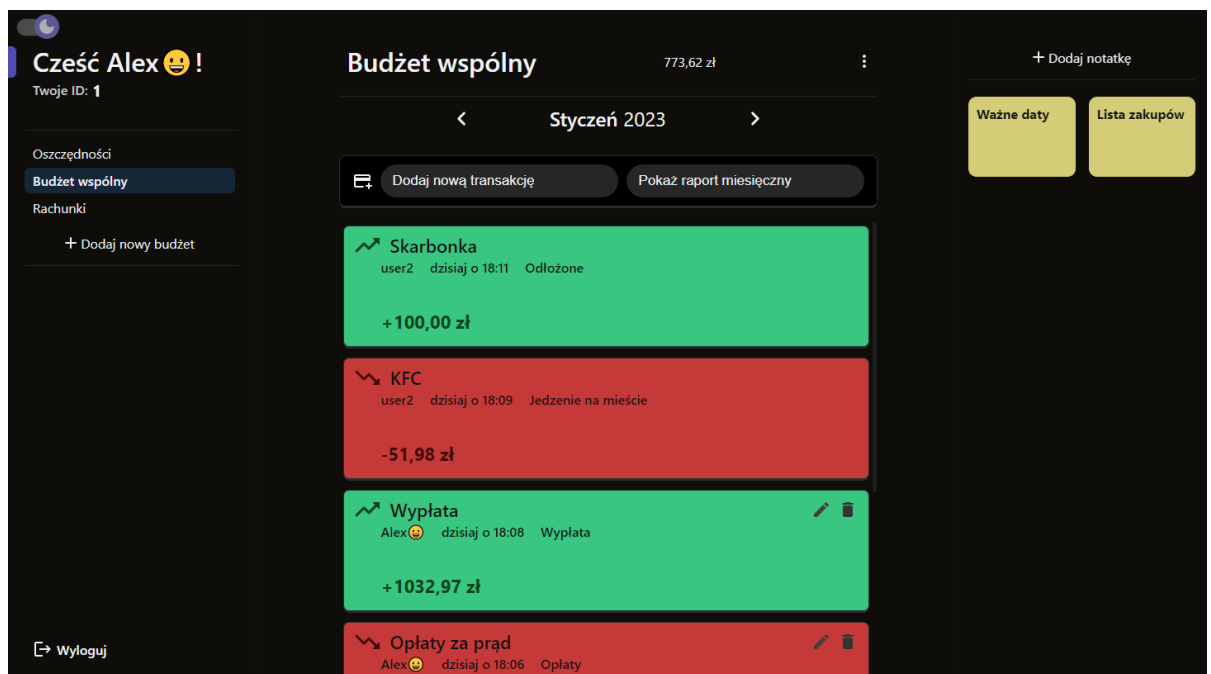 Cześć Alex😀!
Twoje ID: 1
Oszczędności
Budżet wspólny
Rachunki
+ Dodaj nowy budżet
Wyloguj
Budżet wspólny 773,62 zł
Styczeń 2023
Dodaj nową transakcję Pokaż raport miesięczny
Skarbonka
user2 dzisiaj o 18:11 Odłożone
+100,00 zł
KFC
user2 dzisiaj o 18:09 Jedzenie na mieście
-51,98 zł
Wypłata
Alex😀 dzisiaj o 18:08 Wypłata
+1032,97 zł
Opłaty za prąd
Alex😀 dzisiaj o 18:06 Opłaty
+ Dodaj notatkę
Ważne daty Lista zakupów